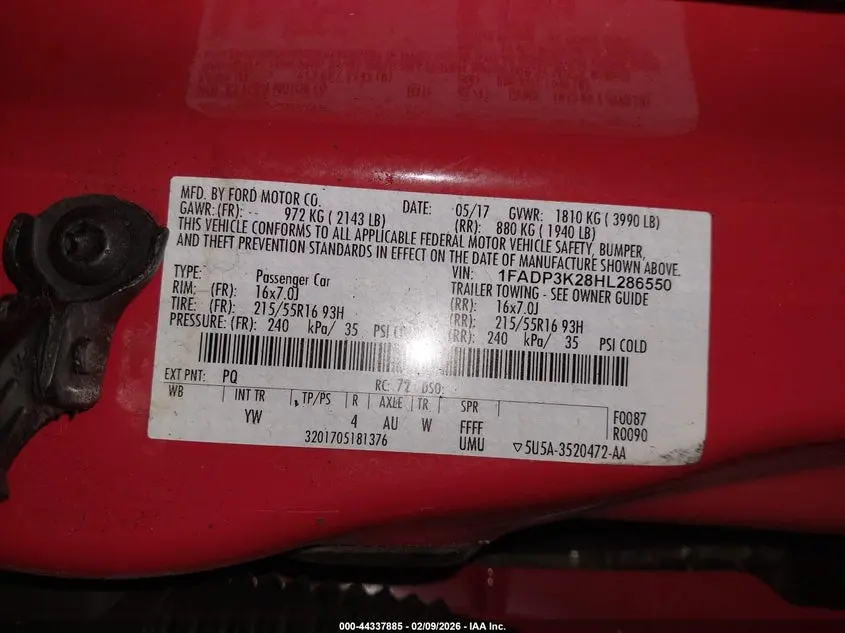 MFD. BY FORD MOTOR CO. DATE: 05/17 GVWR: 1810 KG ( 3990 LB)
GAWR: (FR): -- 972 KG ( 2143 LB) (RR): 880 KG ( 1940 LB)
THIS VEHICLE CONFORMS TO ALL APPLICABLE FEDERAL MOTOR VEHICLE SAFETY, BUMPER,
AND THEFT PREVENTION STANDARDS IN EFFECT ON THE DATE OF MANUFACTURE SHOWN ABOVE.
VIN: 1FADP3K28HL286550
TYPE: Passenger Car TRAILER TOWING - SEE OWNER GUIDE
RIM: (FR): 16x7.0J (RR): 16x7.0J
TIRE: (FR): 215/55R16 93H (RR): 215/55R16 93H
PRESSURE: (FR): 240 kPa/ 35 PSI COLD (RR): 240 kPa/ 35 PSI COLD
EXT PNT: PQ RC: 72 DSO:
WB INT TR TP/PS R AXLE TR SPR F0087
YW 4 AU W FFFF R0090
3201705181376 UMU ▽5U5A-3520472-AA
000-44337885 - 02/09/2026 - IAA Inc.